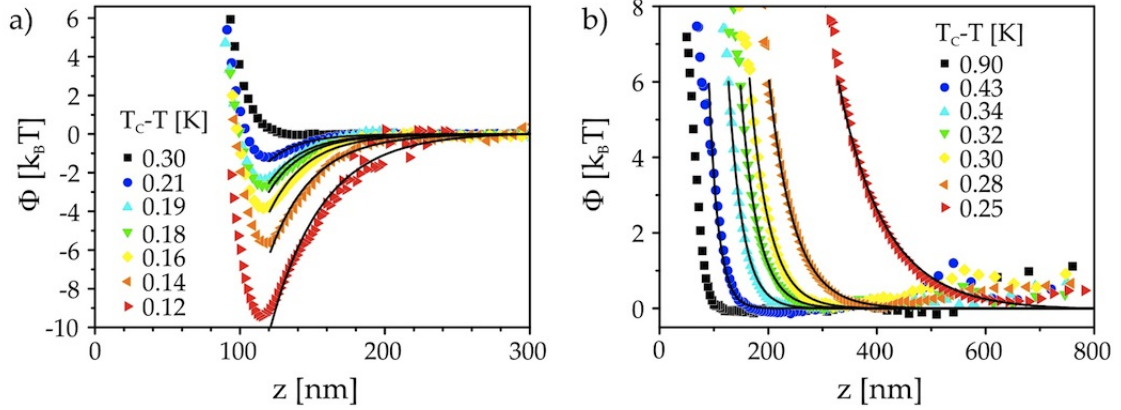 a)
6
4
2
0
-2
-4
-6
-8
-10
Φ [k_BT]
T_C-T [K]
0.30
0.21
0.19
0.18
0.16
0.14
0.12
0 100 200 300
z [nm]
b)
8
6
4
2
0
Φ [k_BT]
T_C-T [K]
0.90
0.43
0.34
0.32
0.30
0.28
0.25
0 200 400 600 800
z [nm]